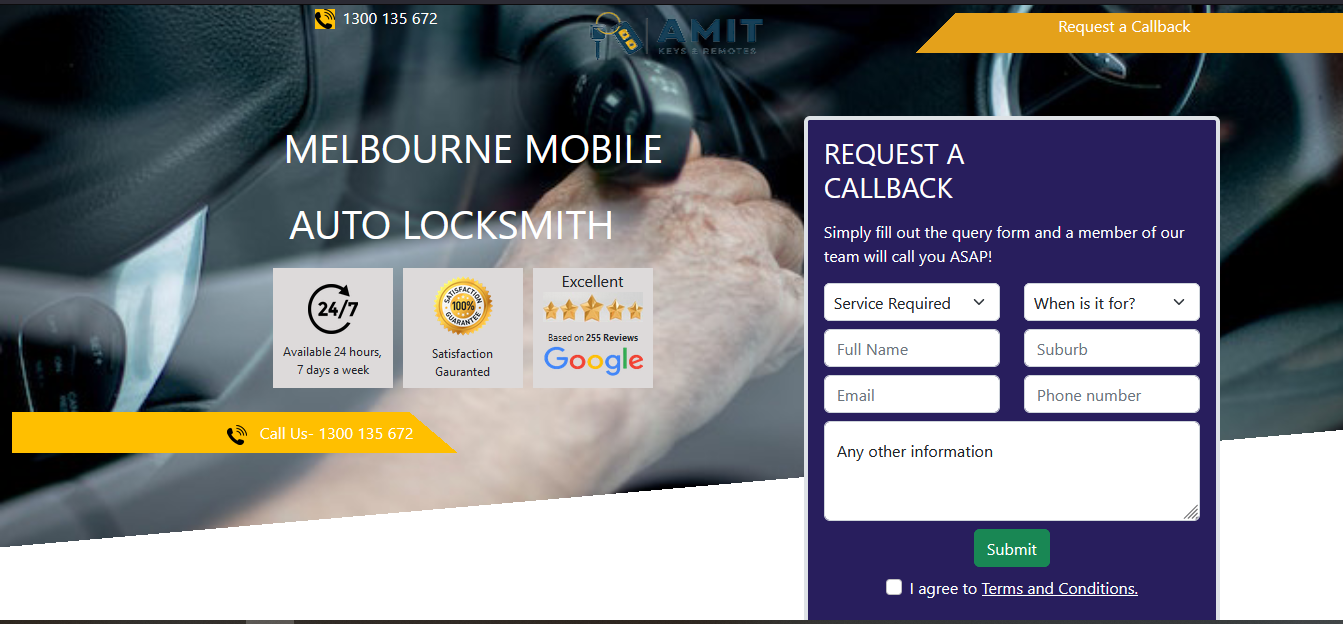 1300 135 672
AMIT
KEYS & REMOTES
Request a Callback
MELBOURNE MOBILE
AUTO LOCKSMITH
24/7
Available 24 hours,
7 days a week
SATISFACTION
100%
GUARANTEE
Satisfaction
Gauranted
Excellent
Based on 255 Reviews
Google
Call Us- 1300 135 672
REQUEST A
CALLBACK
Simply fill out the query form and a member of our
team will call you ASAP!
Service Required
When is it for?
Full Name
Suburb
Email
Phone number
Any other information
Submit
I agree to Terms and Conditions.